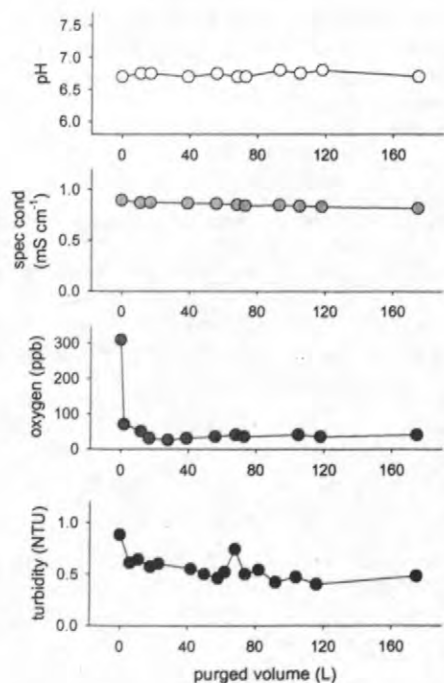 7.5
7.0
6.5
6.0
pH
0 40 80 120 160
1.0
0.5
0.0
spec cond
(mS cm⁻¹)
0 40 80 120 160
300
200
100
0
oxygen (ppb)
0 40 80 120 160
1.0
0.5
0.0
turbidity (NTU)
0 40 80 120 160
purged volume (L)